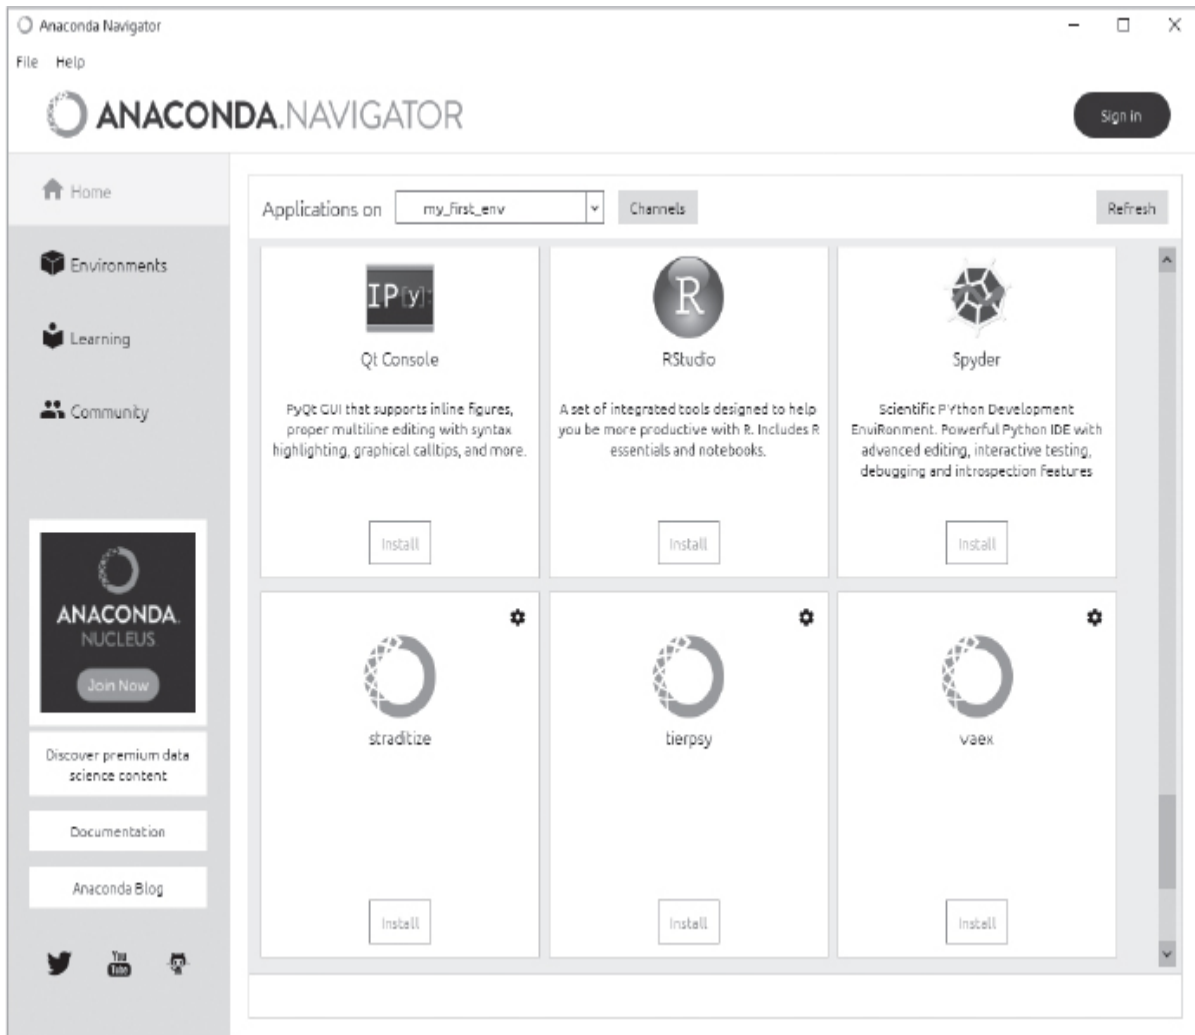 Anaconda Navigator
File Help
ANACONDA.NAVIGATOR
Sign in
Home
Environments
Learning
Community
Applications on my_first_env Channels Refresh
IP[y]:
Qt Console
PyQt GUI that supports inline figures,
proper multiline editing with syntax
highlighting, graphical calltips, and more.
Install
R
RStudio
A set of integrated tools designed to help
you be more productive with R. Includes R
essentials and notebooks.
Install
Spyder
Scientific PYthon Development
EnviRonment. Powerful Python IDE with
advanced editing, interactive testing,
debugging and introspection features
Install
straditize
Install
tierpsy
Install
vaex
Install
ANACONDA.
NUCLEUS
Join Now
Discover premium data
science content
Documentation
Anaconda Blog
You
Tube